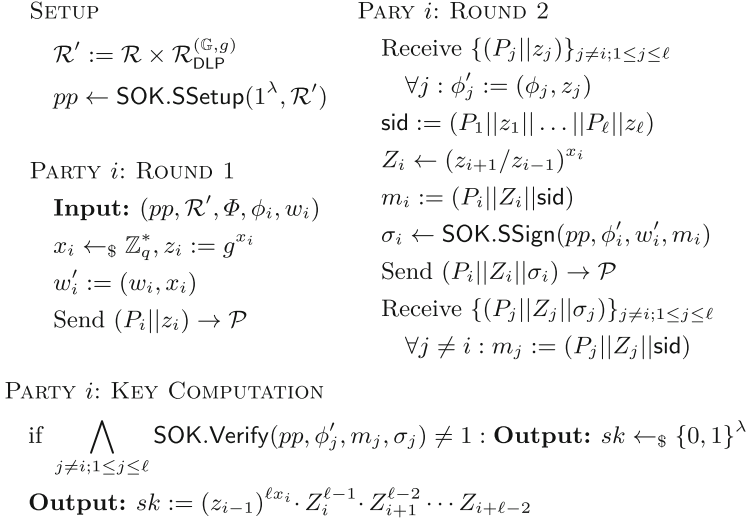 SETUP
R′ := R × R_DLP^(𝔾,g)
pp ← SOK.SSetup(1^λ, R′)
PARTY i: ROUND 1
Input: (pp, R′, Φ, ϕ_i, w_i)
x_i ←_$ ℤ_q^*, z_i := g^{x_i}
w′_i := (w_i, x_i)
Send (P_i||z_i) → P
PARY i: ROUND 2
Receive {(P_j||z_j)}_{j≠i;1≤j≤ℓ}
∀j : ϕ′_j := (ϕ_j, z_j)
sid := (P_1||z_1|| . . . ||P_ℓ||z_ℓ)
Z_i ← (z_{i+1}/z_{i−1})^{x_i}
m_i := (P_i||Z_i||sid)
σ_i ← SOK.SSign(pp, ϕ′_i, w′_i, m_i)
Send (P_i||Z_i||σ_i) → P
Receive {(P_j||Z_j||σ_j)}_{j≠i;1≤j≤ℓ}
∀j ≠ i : m_j := (P_j||Z_j||sid)
PARTY i: KEY COMPUTATION
if ⋀_{j≠i;1≤j≤ℓ} SOK.Verify(pp, ϕ′_j, m_j, σ_j) ≠ 1 : Output: sk ←_$ {0, 1}^λ
Output: sk := (z_{i−1})^{ℓx_i} · Z_i^{ℓ−1} · Z_{i+1}^{ℓ−2} · · · Z_{i+ℓ−2}